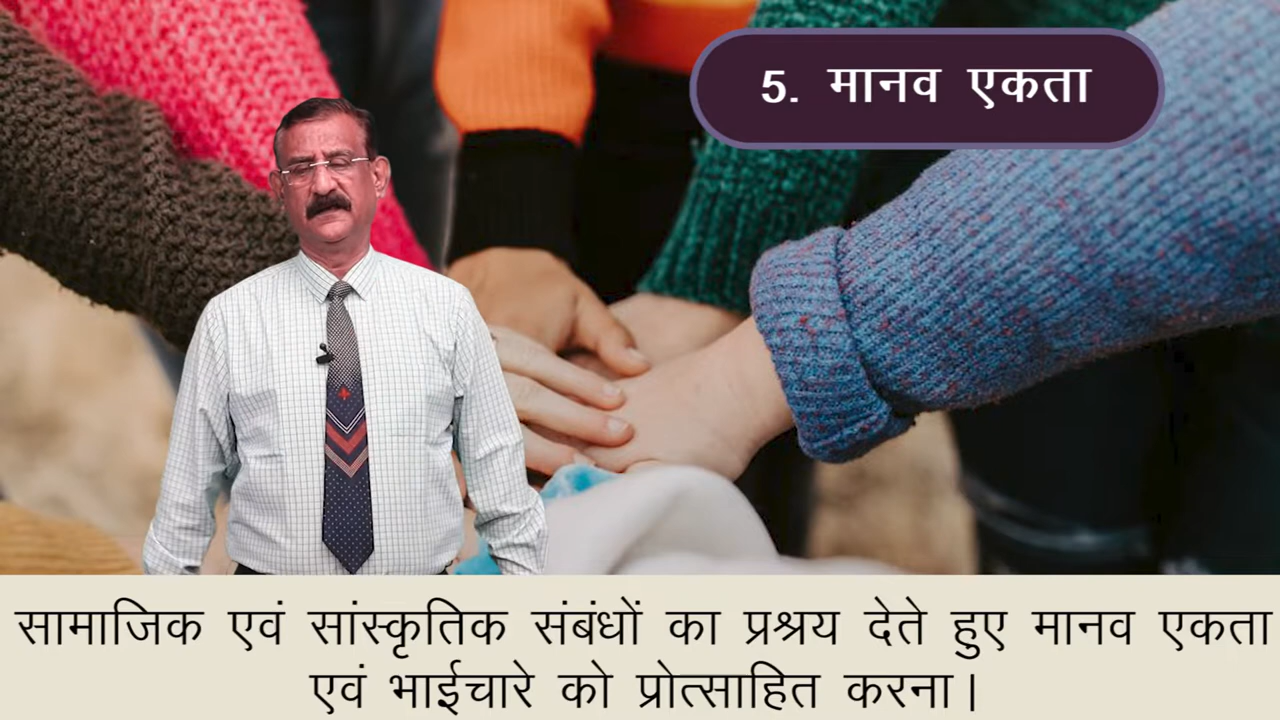 5. मानव एकता
सामाजिक एवं सांस्कृतिक संबंधों का प्रश्रय देते हुए मानव एकता
एवं भाईचारे को प्रोत्साहित करना।